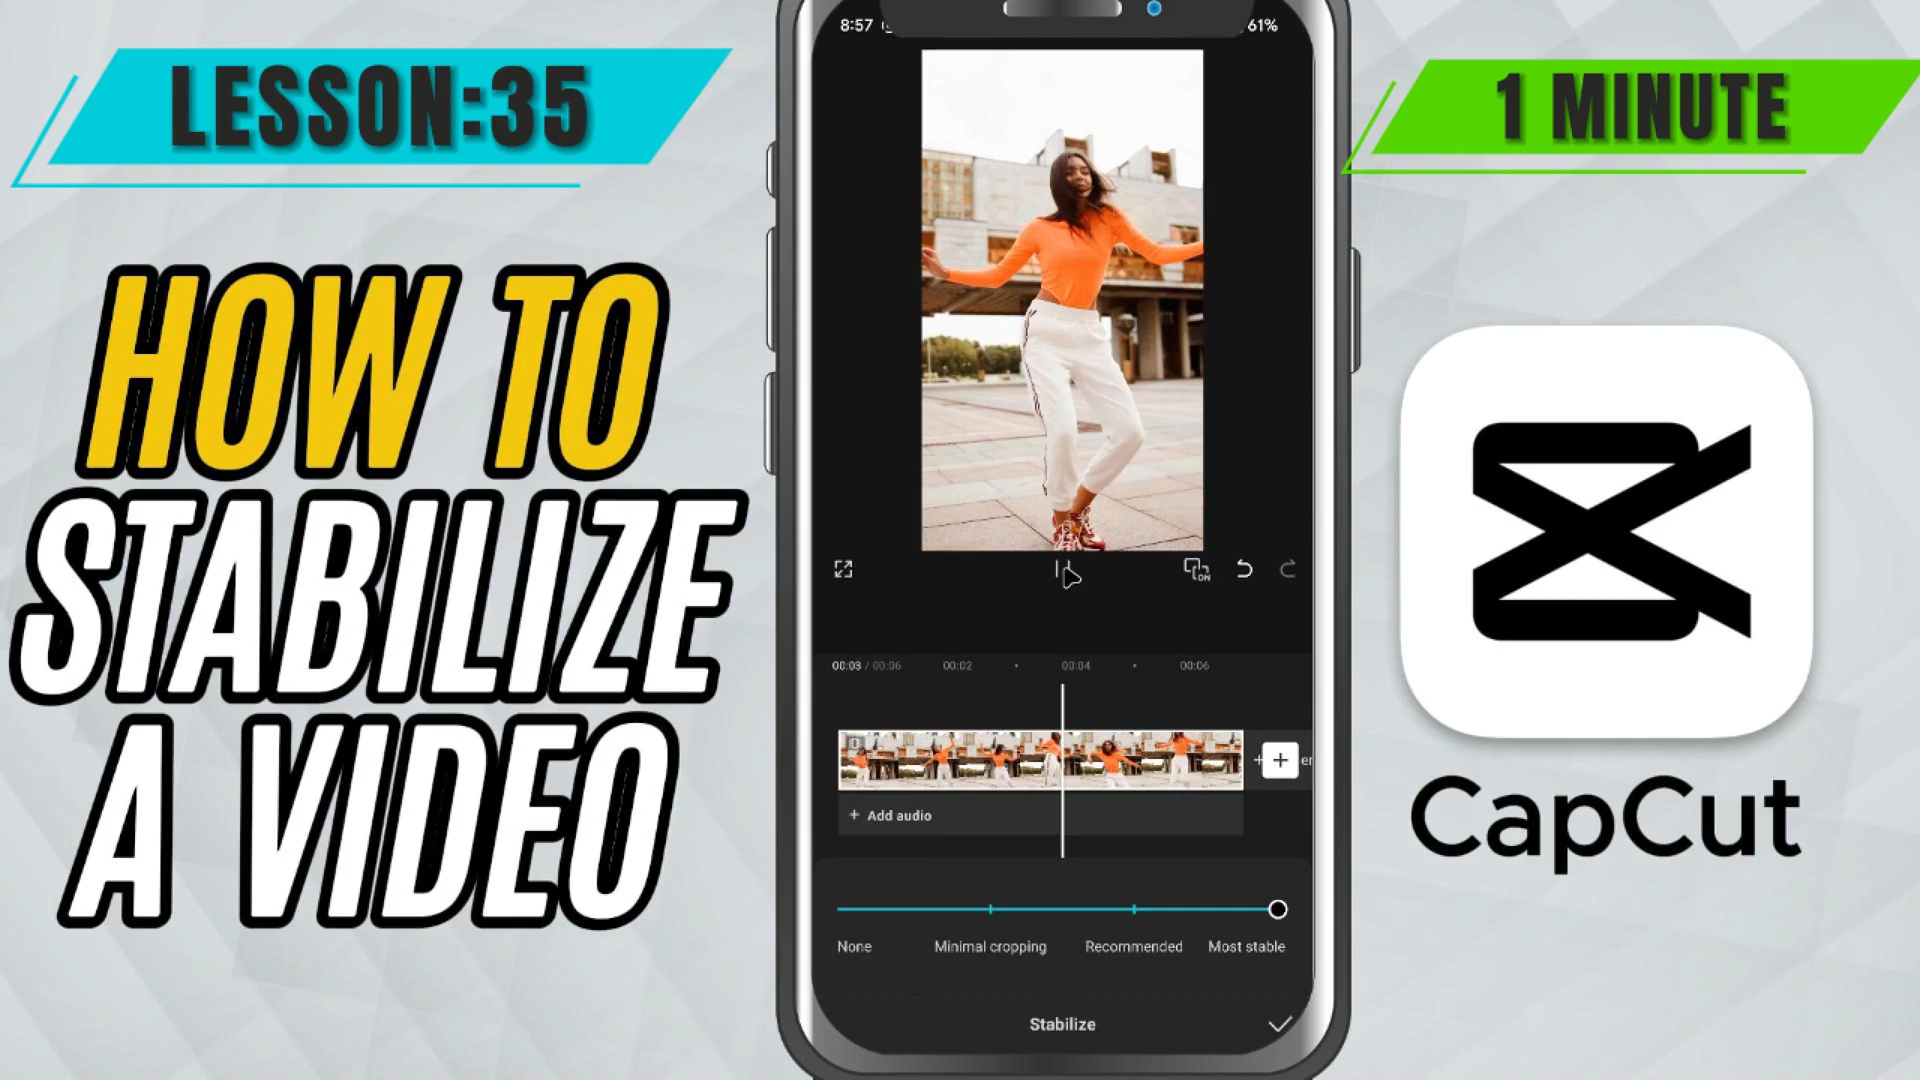 LESSON:35
1 MINUTE
HOW TO
STABILIZE
A VIDEO
8:57
61%
ON
00:03 / 00:06
00:02
00:04
00:06
+ Add audio
None
Minimal cropping
Recommended
Most stable
Stabilize
CapCut